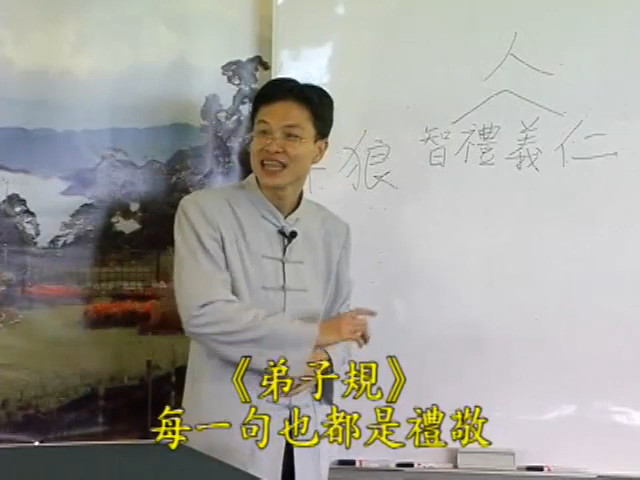 人
狼 智禮義仁
《弟子規》
每一句也都是禮敬